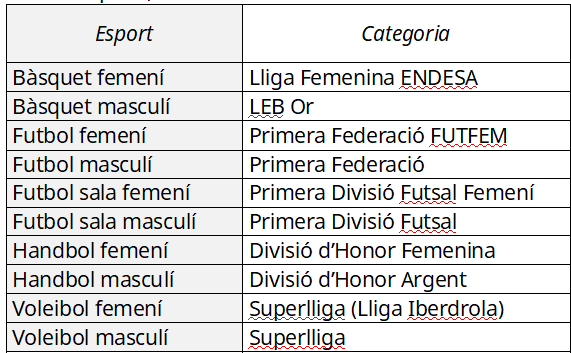 Esport Categoria
Bàsquet femení Lliga Femenina ENDESA
Bàsquet masculí LEB Or
Futbol femení Primera Federació FUTFEM
Futbol masculí Primera Federació
Futbol sala femení Primera Divisió Futsal Femení
Futbol sala masculí Primera Divisió Futsal
Handbol femení Divisió d’Honor Femenina
Handbol masculí Divisió d’Honor Argent
Voleibol femení Superlliga (Lliga Iberdrola)
Voleibol masculí Superlliga